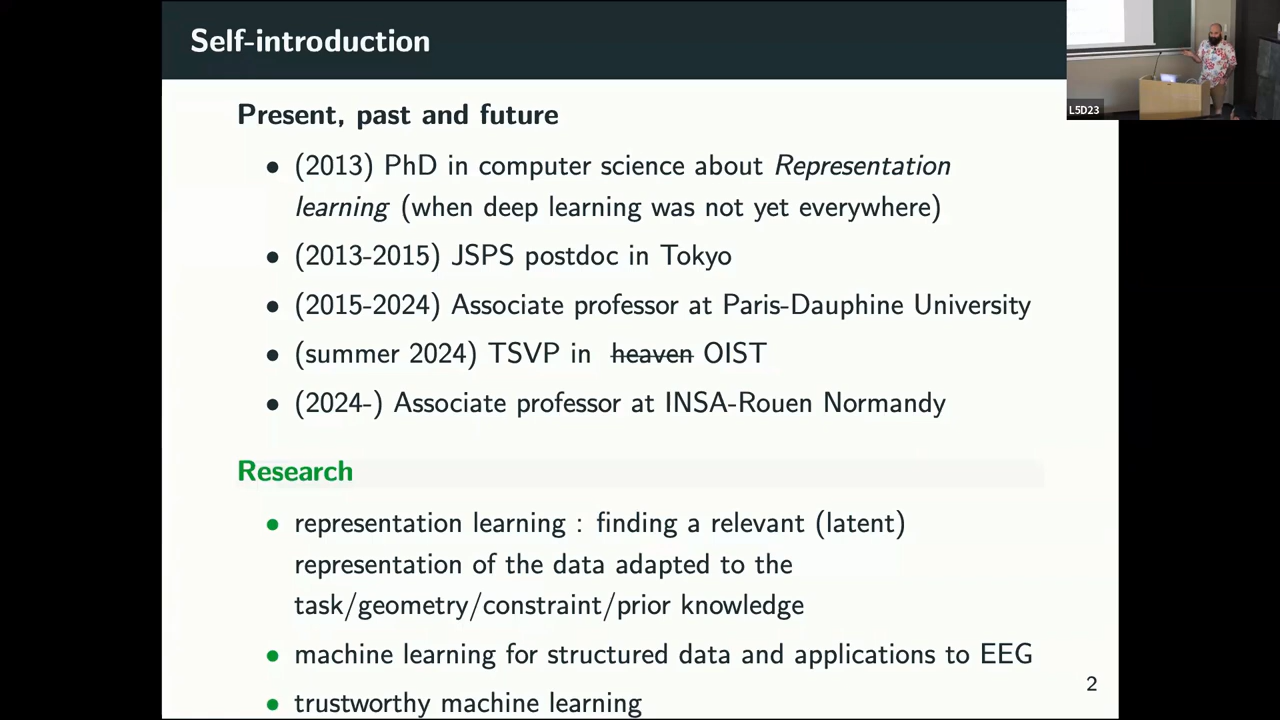 Self-introduction
L5D23
Present, past and future
• (2013) PhD in computer science about Representation
learning (when deep learning was not yet everywhere)
• (2013-2015) JSPS postdoc in Tokyo
• (2015-2024) Associate professor at Paris-Dauphine University
• (summer 2024) TSVP in heaven OIST
• (2024-) Associate professor at INSA-Rouen Normandy
Research
• representation learning : finding a relevant (latent)
representation of the data adapted to the
task/geometry/constraint/prior knowledge
• machine learning for structured data and applications to EEG
• trustworthy machine learning
2